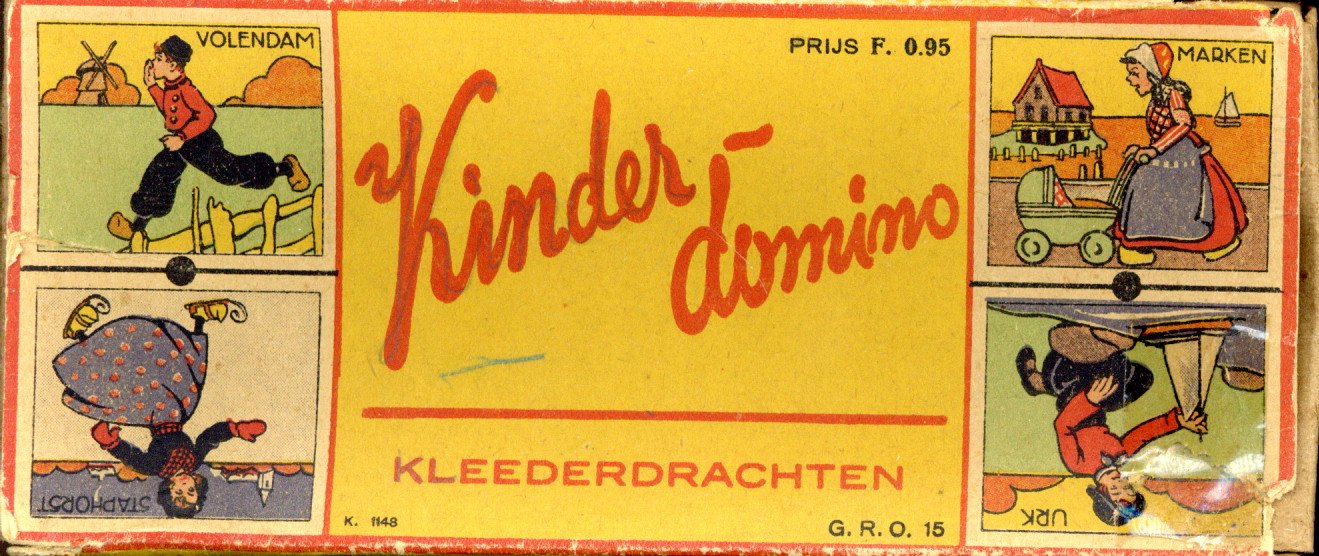 VOLENDAM
PRIJS F. 0.95
MARKEN
Kinder-
domino
KLEEDERDRACHTEN
STAPHORST
K. 1148
G. R. O. 15
URK